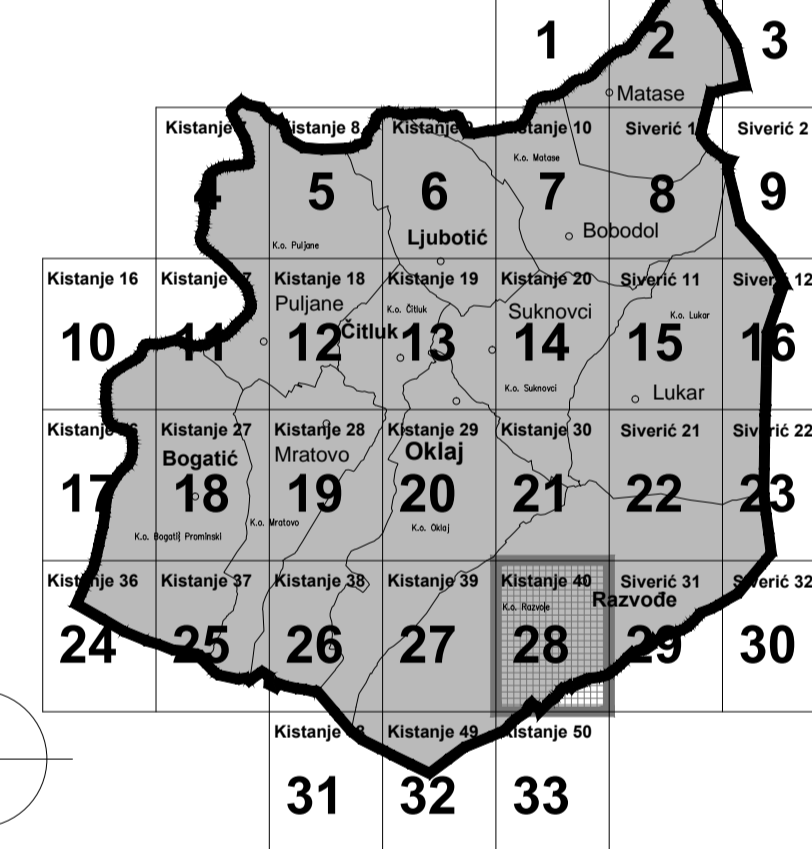 1
2
3
Matase
Kistanje
Kistanje 8
Kistanje
Kistanje 10
Siverić 1
Siverić 2
K.o. Matase
4
5
6
7
8
9
Ljubotić
Bobodol
K.o. Puljane
Kistanje 16
Kistanje
Kistanje 18
Kistanje 19
Kistanje 20
Siverić 11
Siverić 12
Puljane
K.o. Čitluk
Suknovci
K.o. Lukar
10
11
12
Čitluk
13
14
15
16
K.o. Suknovci
Lukar
Kistanje
Kistanje 27
Kistanje 28
Kistanje 29
Kistanje 30
Siverić 21
Siverić 22
Bogatić
Mratovo
Oklaj
17
18
19
20
21
22
23
K.o. Mratovo
K.o. Oklaj
K.o. Prominski
Kistanje 36
Kistanje 37
Kistanje 38
Kistanje 39
Kistanje 40
Siverić 31
Siverić 32
K.o. Razvoje
Razvođe
24
25
26
27
28
29
30
Kistanje
Kistanje 49
Kistanje 50
31
32
33